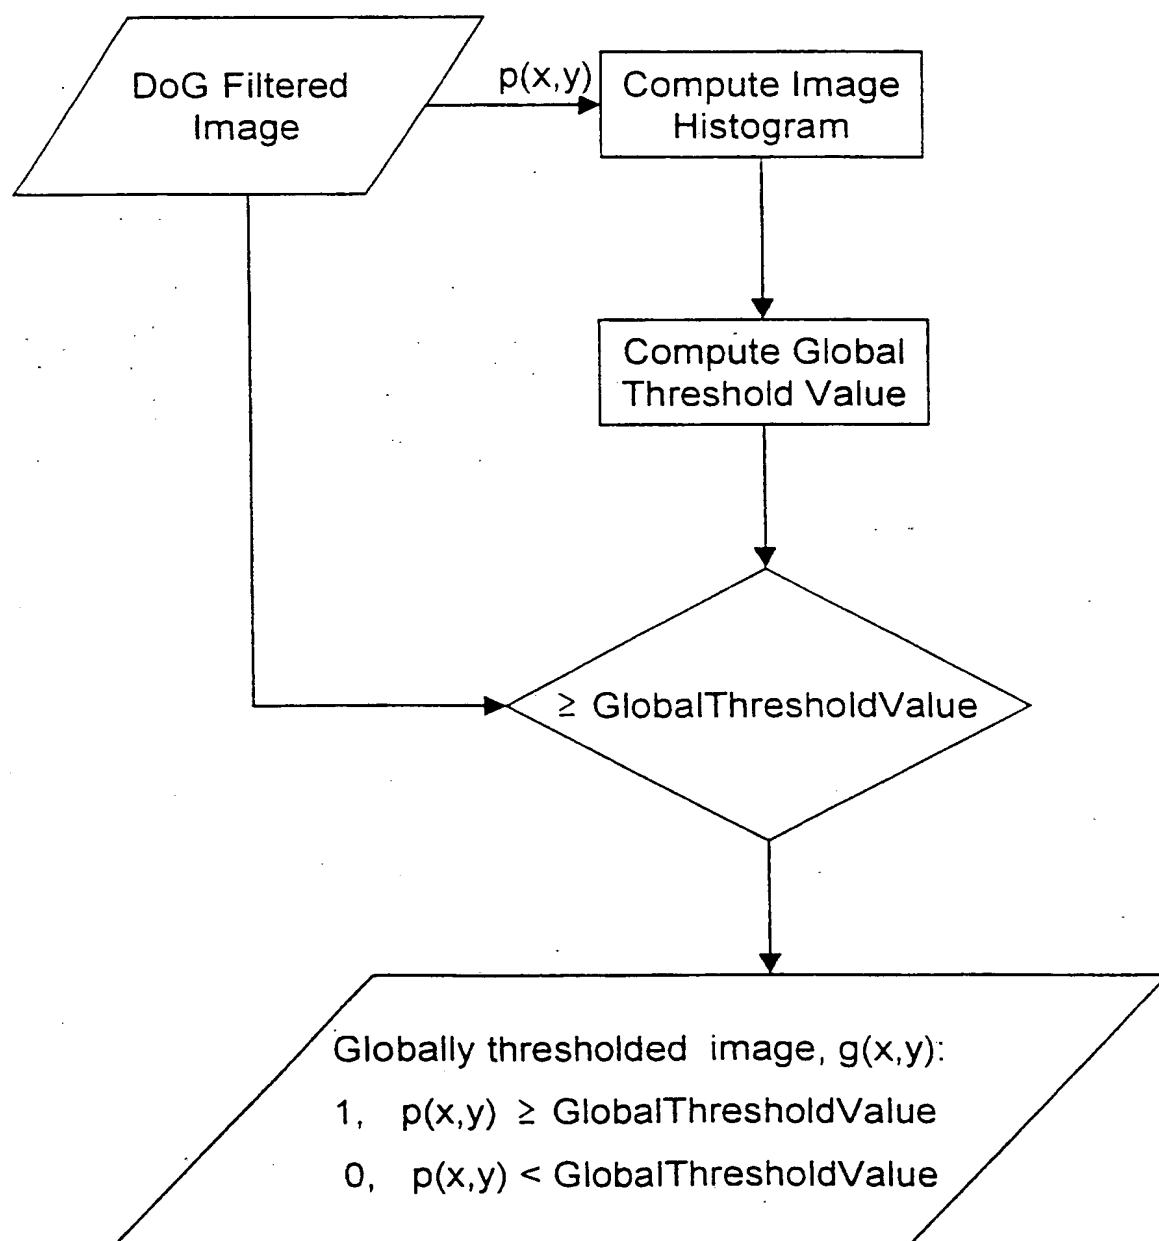 DoG Filtered
Image
p(x,y)
Compute Image
Histogram
Compute Global
Threshold Value
≥ GlobalThresholdValue
Globally thresholded image, g(x,y):
1, p(x,y) ≥ GlobalThresholdValue
0, p(x,y) < GlobalThresholdValue